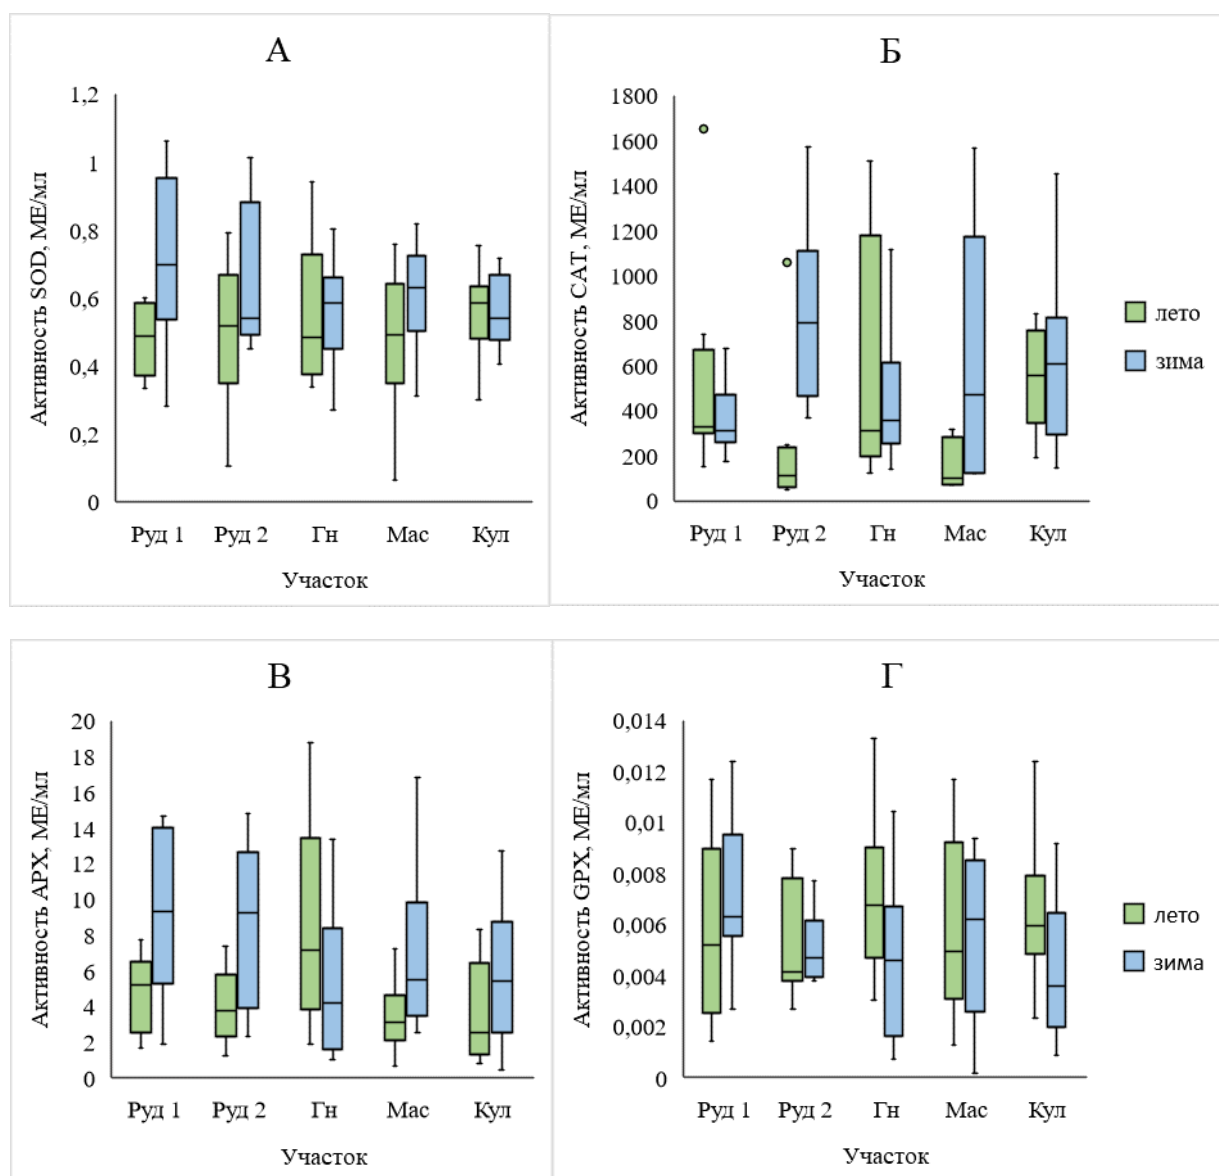 А
Активность SOD, МЕ/мл
1,2
1
0,8
0,6
0,4
0,2
0
Руд 1 Руд 2 Гн Мас Кул
Участок
Б
Активность CAT, МЕ/мл
1800
1600
1400
1200
1000
800
600
400
200
0
Руд 1 Руд 2 Гн Мас Кул
Участок
лето
зима
В
Активность APX, МЕ/мл
20
18
16
14
12
10
8
6
4
2
0
Руд 1 Руд 2 Гн Мас Кул
Участок
Г
Активность GPX, МЕ/мл
0,014
0,012
0,01
0,008
0,006
0,004
0,002
0
Руд 1 Руд 2 Гн Мас Кул
Участок
лето
зима